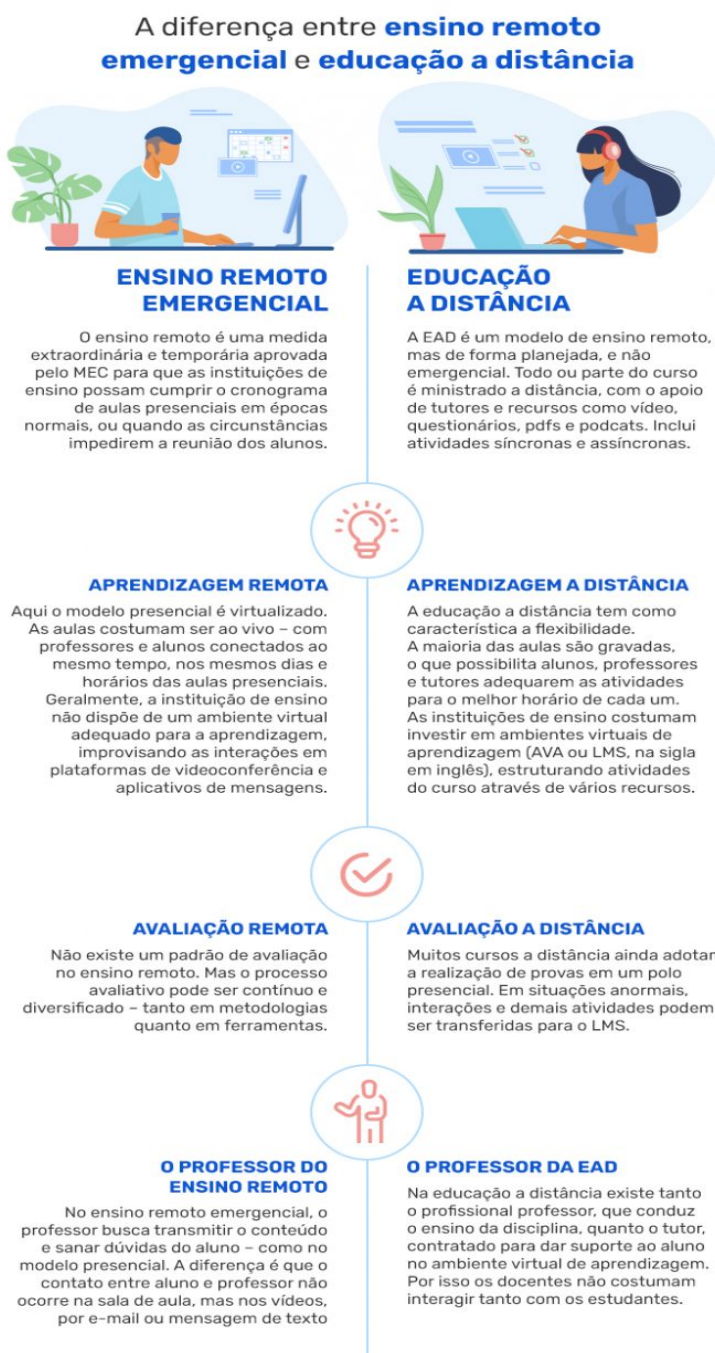 A diferença entre ensino remoto
emergencial e educação a distância
ENSINO REMOTO
EMERGENCIAL
O ensino remoto é uma medida
extraordinária e temporária aprovada
pelo MEC para que as instituições de
ensino possam cumprir o cronograma
de aulas presenciais em épocas
normais, ou quando as circunstâncias
impedirem a reunião dos alunos.
EDUCAÇÃO
A DISTÂNCIA
A EAD é um modelo de ensino remoto,
mas de forma planejada, e não
emergencial. Todo ou parte do curso
é ministrado a distância, com o apoio
de tutores e recursos como vídeo,
questionários, pdfs e podcats. Inclui
atividades síncronas e assíncronas.
APRENDIZAGEM REMOTA
Aqui o modelo presencial é virtualizado.
As aulas costumam ser ao vivo – com
professores e alunos conectados ao
mesmo tempo, nos mesmos dias e
horários das aulas presenciais.
Geralmente, a instituição de ensino
não dispõe de um ambiente virtual
adequado para a aprendizagem,
improvisando as interações em
plataformas de videoconferência e
aplicativos de mensagens.
APRENDIZAGEM A DISTÂNCIA
A educação a distância tem como
característica a flexibilidade.
A maioria das aulas são gravadas,
o que possibilita alunos, professores
e tutores adequarem as atividades
para o melhor horário de cada um.
As instituições de ensino costumam
investir em ambientes virtuais de
aprendizagem (AVA ou LMS, na sigla
em inglês), estruturando atividades
do curso através de vários recursos.
AVALIAÇÃO REMOTA
Não existe um padrão de avaliação
no ensino remoto. Mas o processo
avaliativo pode ser contínuo e
diversificado – tanto em metodologias
quanto em ferramentas.
AVALIAÇÃO A DISTÂNCIA
Muitos cursos a distância ainda adotam
a realização de provas em um polo
presencial. Em situações anormais,
interações e demais atividades podem
ser transferidas para o LMS.
O PROFESSOR DO
ENSINO REMOTO
No ensino remoto emergencial, o
professor busca transmitir o conteúdo
e sanar dúvidas do aluno – como no
modelo presencial. A diferença é que o
contato entre aluno e professor não
ocorre na sala de aula, mas nos vídeos,
por e-mail ou mensagem de texto
O PROFESSOR DA EAD
Na educação a distância existe tanto
o profissional professor, que conduz
o ensino da disciplina, quanto o tutor,
contratado para dar suporte ao aluno
no ambiente virtual de aprendizagem.
Por isso os docentes não costumam
interagir tanto com os estudantes.